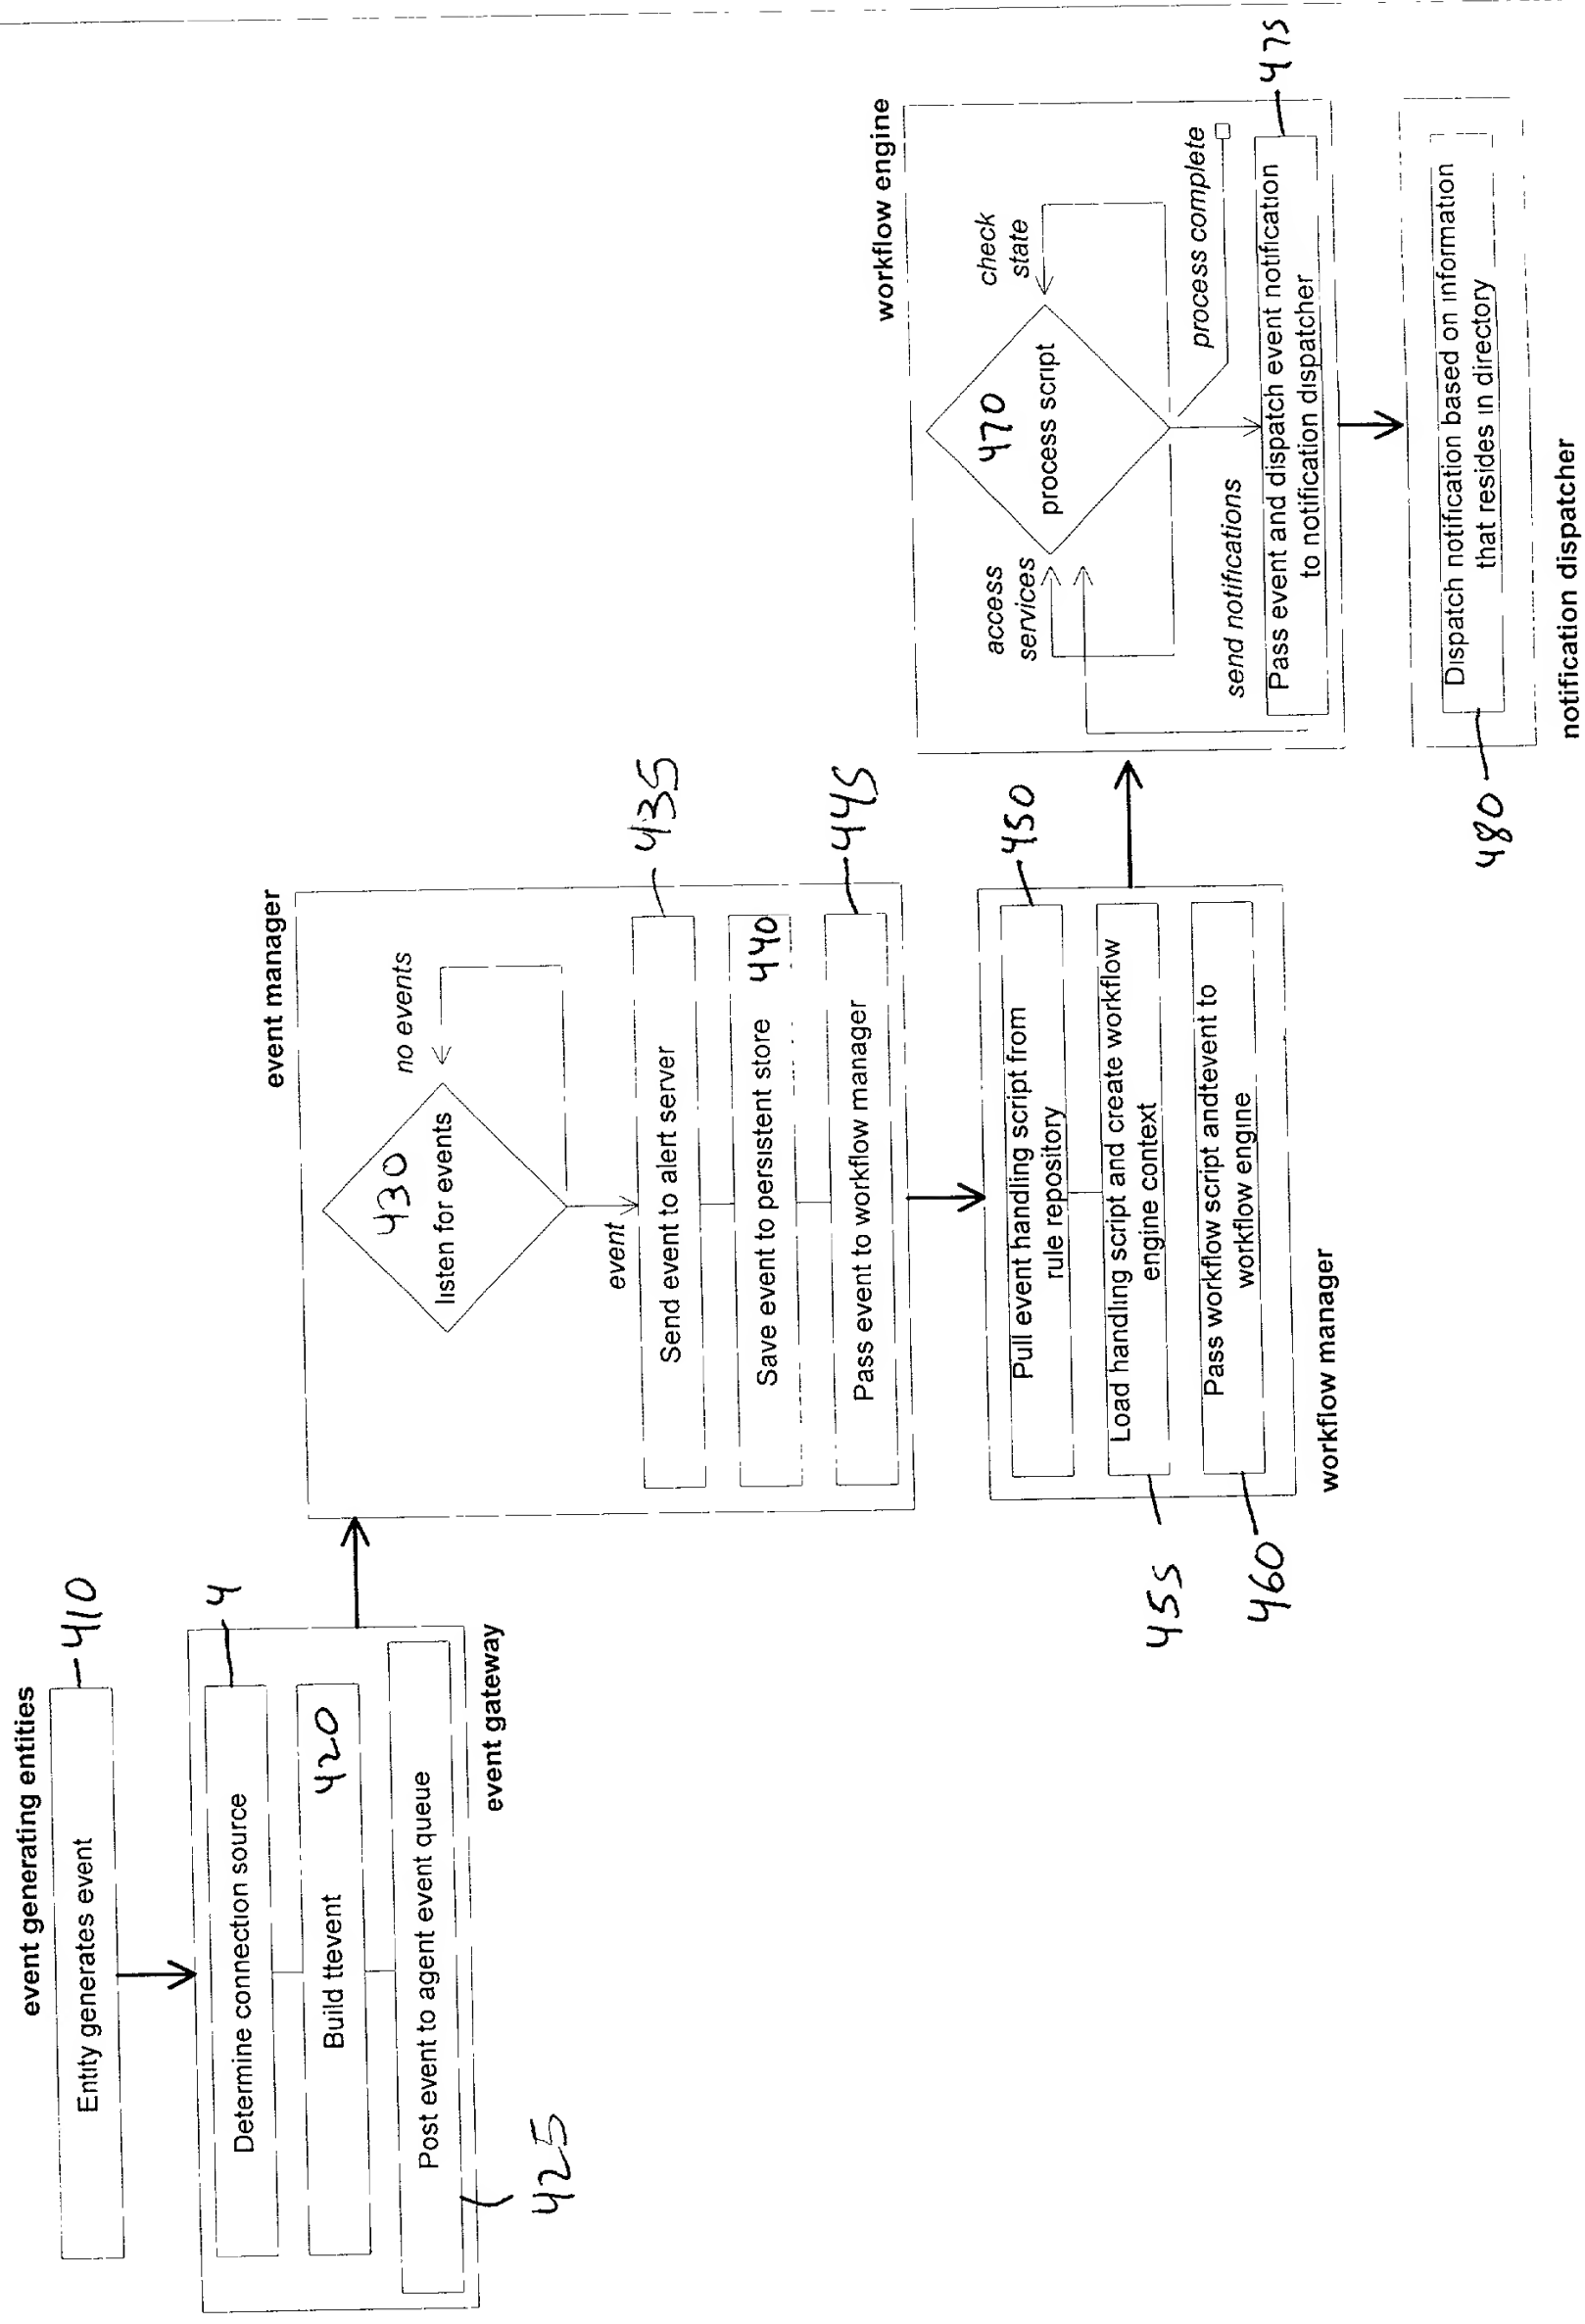 event generating entities
Entity generates event
410
Determine connection source
4
Build ttevent
420
Post event to agent event queue
425
event gateway
event manager
430
listen for events
no events
event
Send event to alert server
435
Save event to persistent store
440
Pass event to workflow manager
445
Pull event handling script from
rule repository
450
Load handling script and create workflow
engine context
455
Pass workflow script andtevent to
workflow engine
460
workflow manager
workflow engine
470
process script
check
state
access
services
process complete
send notifications
Pass event and dispatch event notification
to notification dispatcher
475
Dispatch notification based on information
that resides in directory
480
notification dispatcher